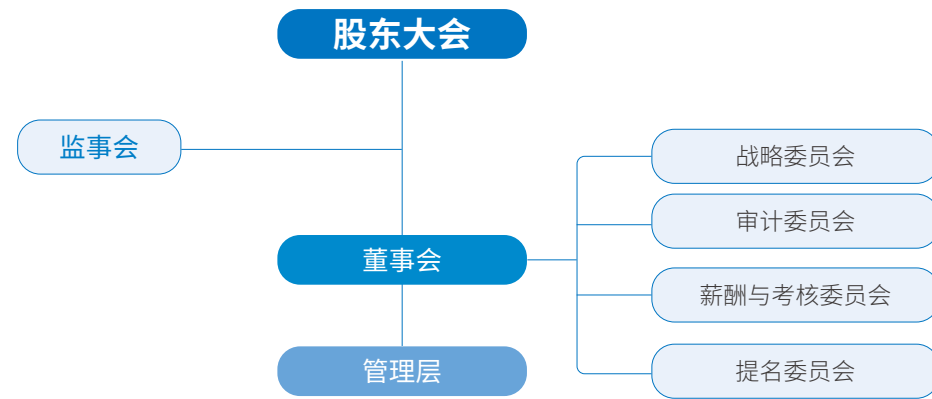 股东大会
监事会
战略委员会
审计委员会
董事会
薪酬与考核委员会
管理层
提名委员会